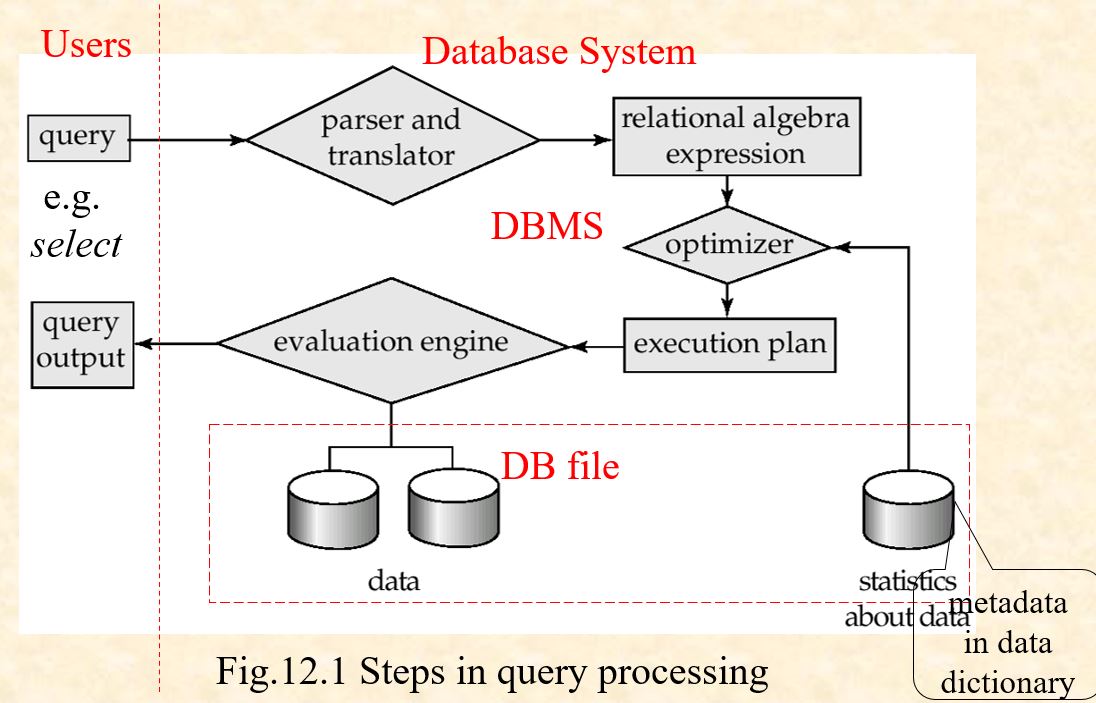 Users
Database System
query
parser and
translator
relational algebra
expression
e.g.
select
DBMS
optimizer
query
output
evaluation engine
execution plan
DB file
data
statistics
about data
metadata
in data
dictionary
Fig.12.1 Steps in query processing